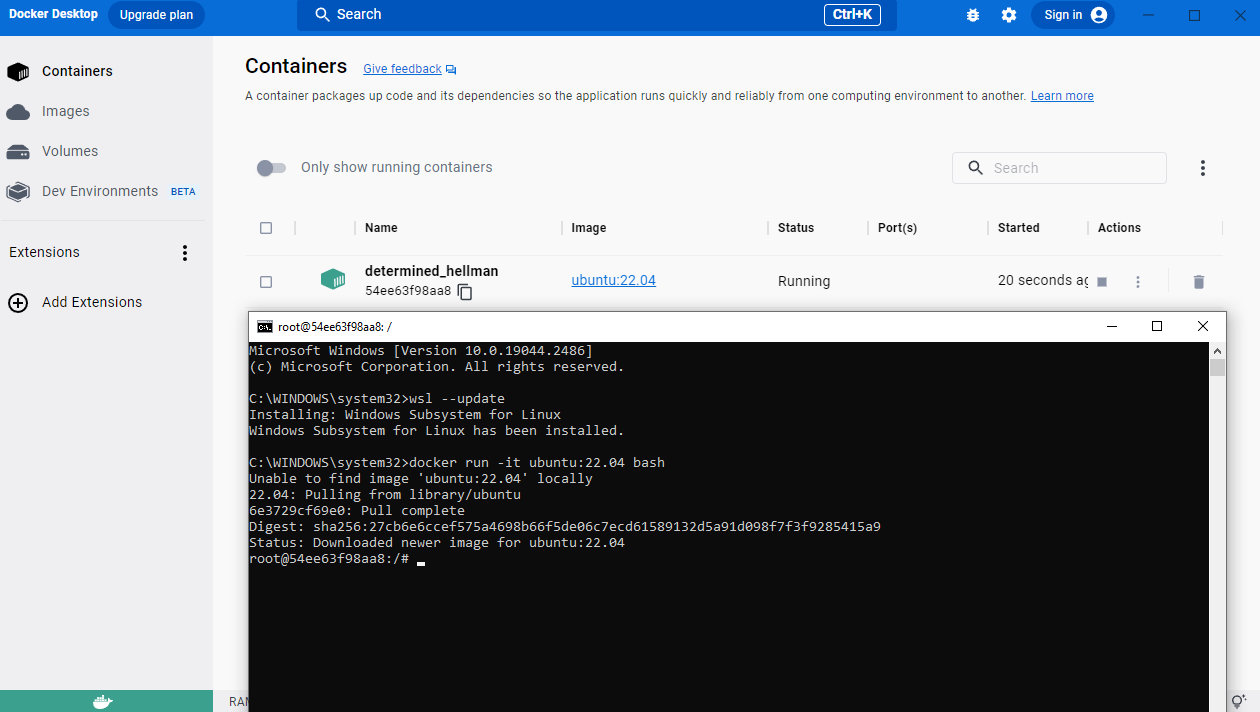 Docker Desktop Upgrade plan Search Ctrl+K Sign in
Containers
Images
Volumes
Dev Environments BETA
Extensions
Add Extensions
Containers Give feedback
A container packages up code and its dependencies so the application runs quickly and reliably from one computing environment to another. Learn more
Only show running containers Search
Name Image Status Port(s) Started Actions
determined_hellman
54ee63f98aa8 ubuntu:22.04 Running 20 seconds ag
root@54ee63f98aa8: /
Microsoft Windows [Version 10.0.19044.2486]
(c) Microsoft Corporation. All rights reserved.
C:\WINDOWS\system32>wsl --update
Installing: Windows Subsystem for Linux
Windows Subsystem for Linux has been installed.
C:\WINDOWS\system32>docker run -it ubuntu:22.04 bash
Unable to find image 'ubuntu:22.04' locally
22.04: Pulling from library/ubuntu
6e3729cf69e0: Pull complete
Digest: sha256:27cb6e6ccef575a4698b66f5de06c7ecd61589132d5a91d098f7f3f9285415a9
Status: Downloaded newer image for ubuntu:22.04
root@54ee63f98aa8:/#
RAM